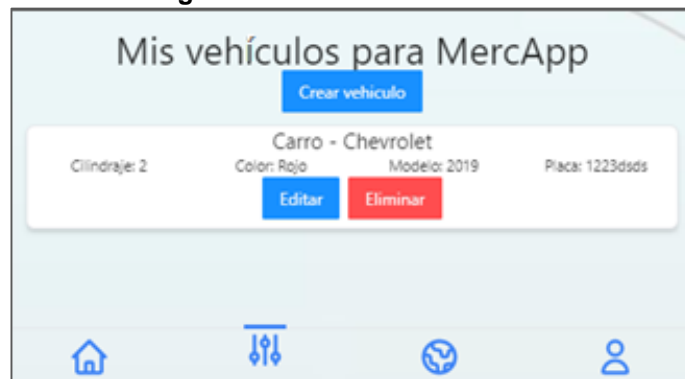 Mis vehículos para MercApp
Crear vehiculo
Carro - Chevrolet
Cilindraje: 2 Color: Rojo Modelo: 2019 Placa: 1223dsds
Editar Eliminar